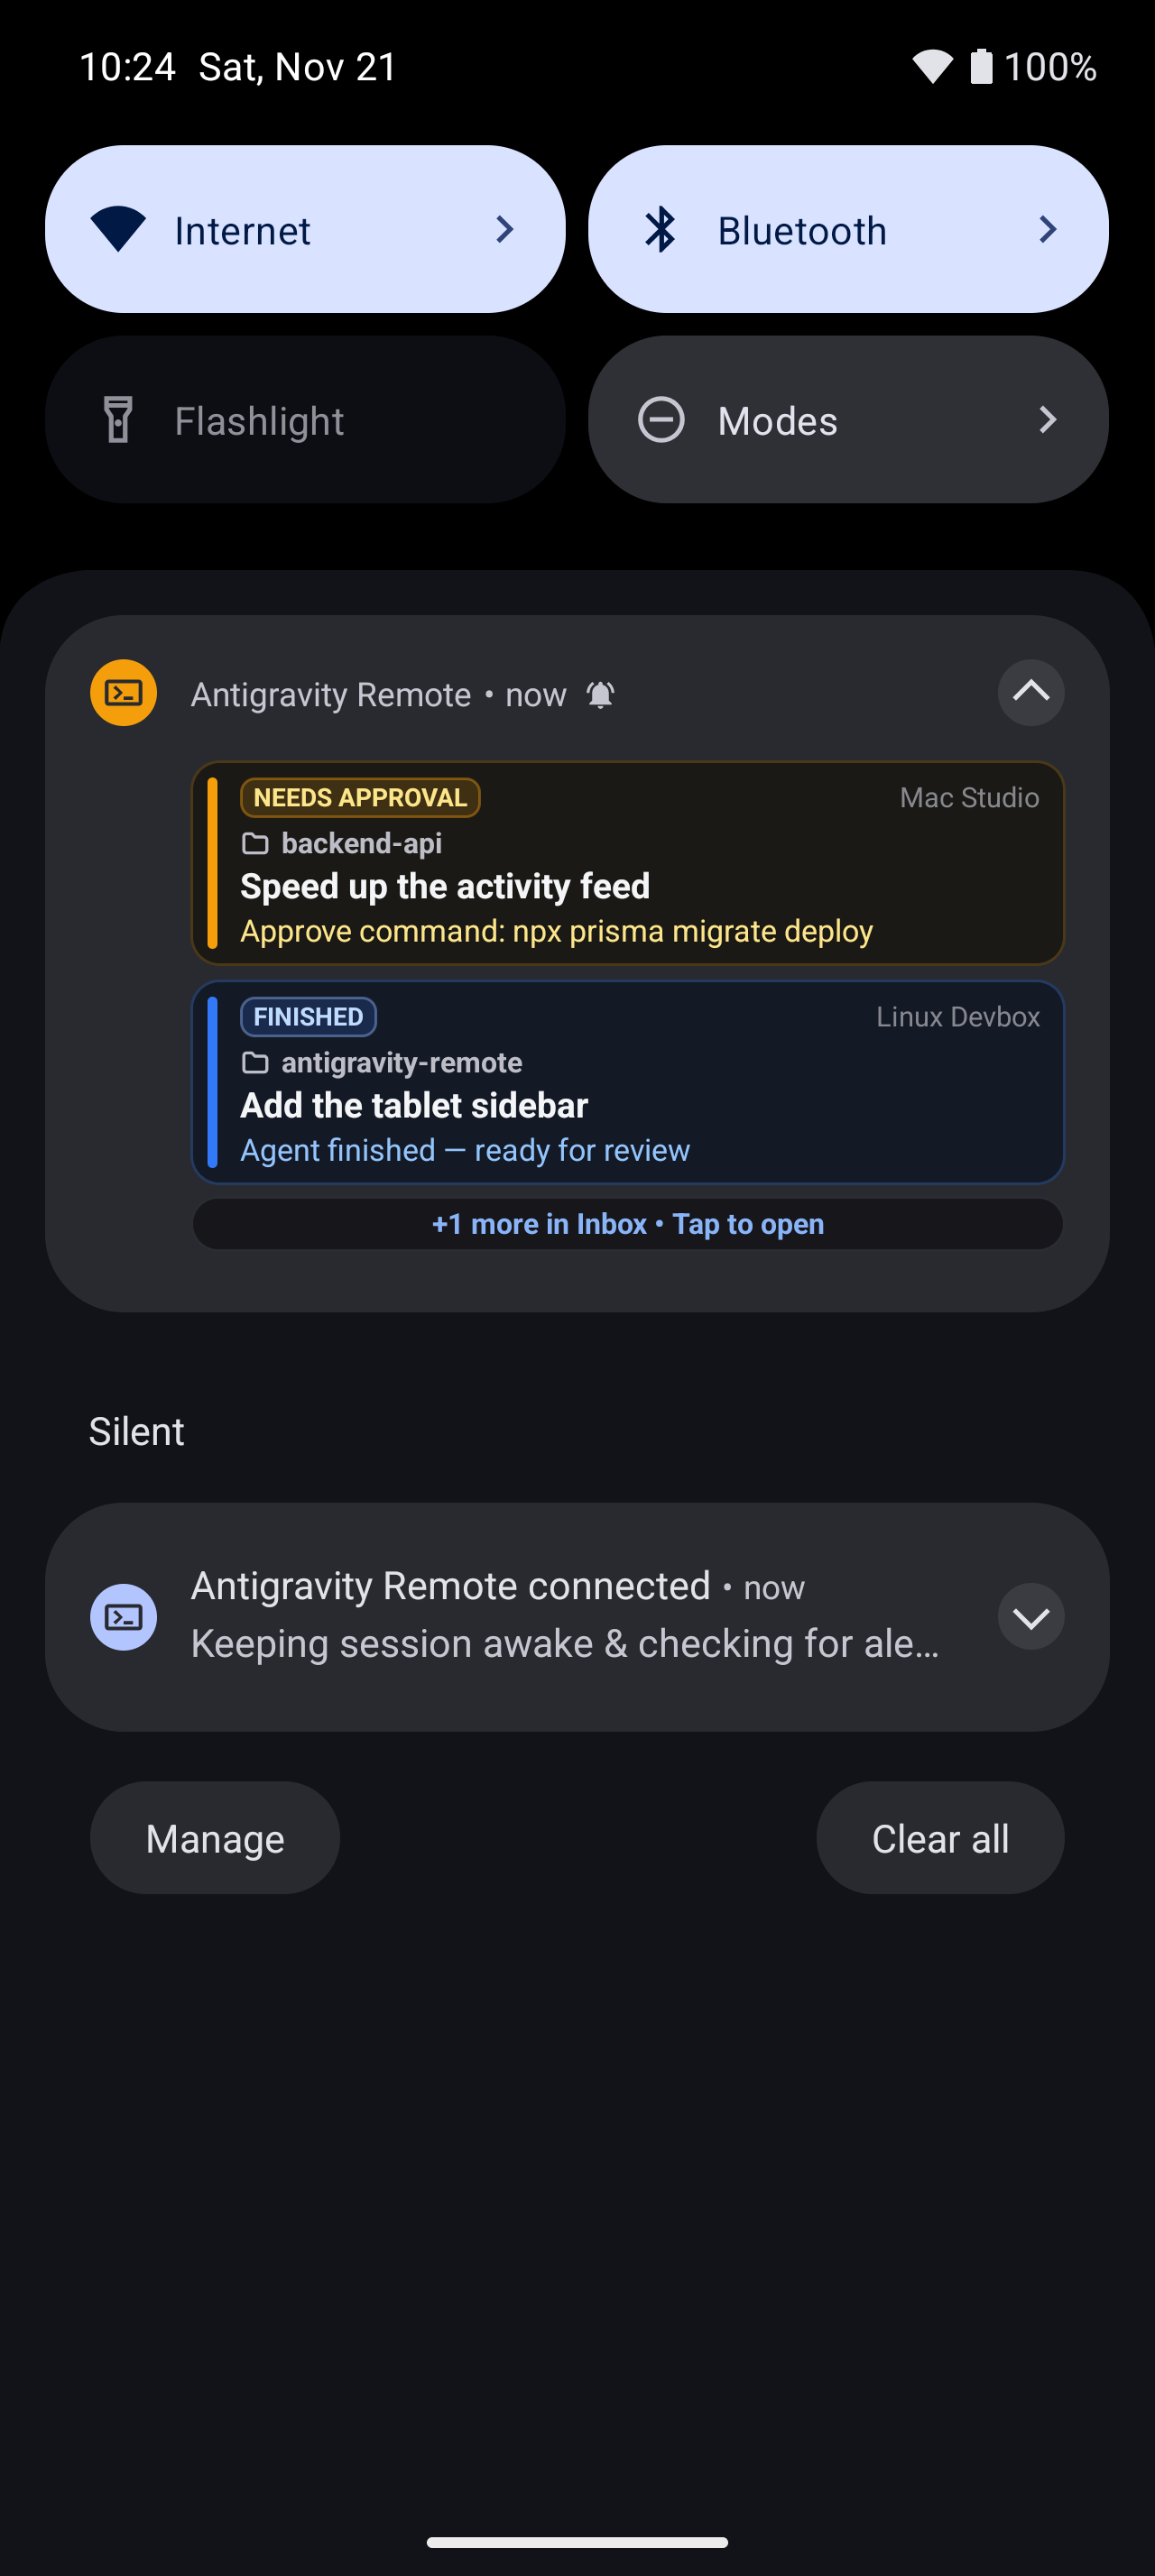 10:24 Sat, Nov 21 100%
Internet
Bluetooth
Flashlight
Modes
Antigravity Remote • now
NEEDS APPROVAL Mac Studio
backend-api
Speed up the activity feed
Approve command: npx prisma migrate deploy
FINISHED Linux Devbox
antigravity-remote
Add the tablet sidebar
Agent finished — ready for review
+1 more in Inbox • Tap to open
Silent
Antigravity Remote connected • now
Keeping session awake & checking for ale...
Manage
Clear all